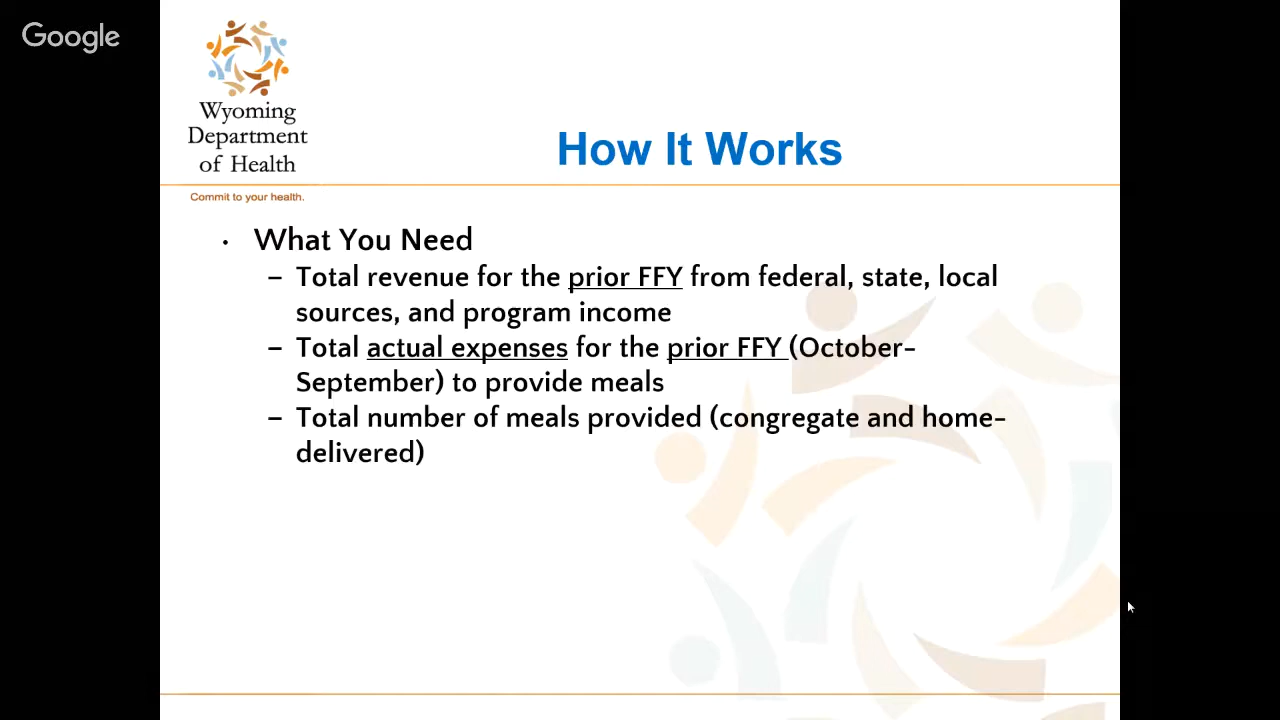 Google
Wyoming
Department
of Health
Commit to your health.
How It Works
• What You Need
– Total revenue for the prior FFY from federal, state, local
sources, and program income
– Total actual expenses for the prior FFY (October-
September) to provide meals
– Total number of meals provided (congregate and home-
delivered)